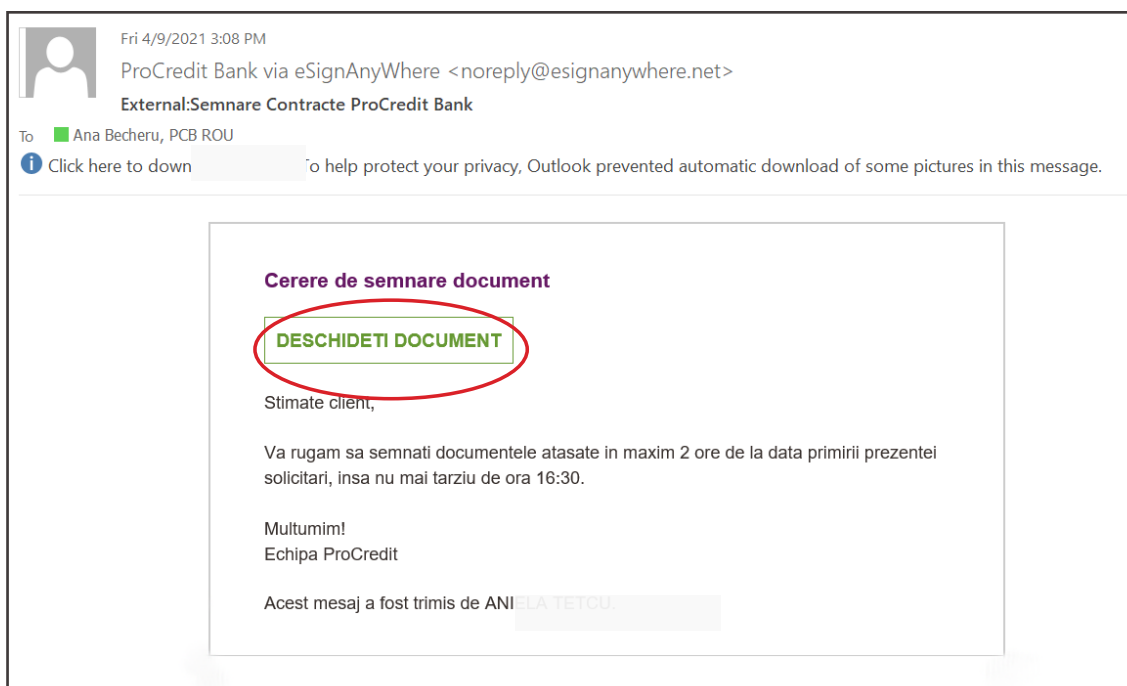 Fri 4/9/2021 3:08 PM
ProCredit Bank via eSignAnyWhere <noreply@esignanywhere.net>
External:Semnare Contracte ProCredit Bank
To Ana Becheru, PCB ROU
Click here to down o help protect your privacy, Outlook prevented automatic download of some pictures in this message.
Cerere de semnare document
DESCHIDETI DOCUMENT
Stimate client,
Va rugam sa semnati documentele atasate in maxim 2 ore de la data primirii prezentei
solicitari, insa nu mai tarziu de ora 16:30.
Multumim!
Echipa ProCredit
Acest mesaj a fost trimis de ANI